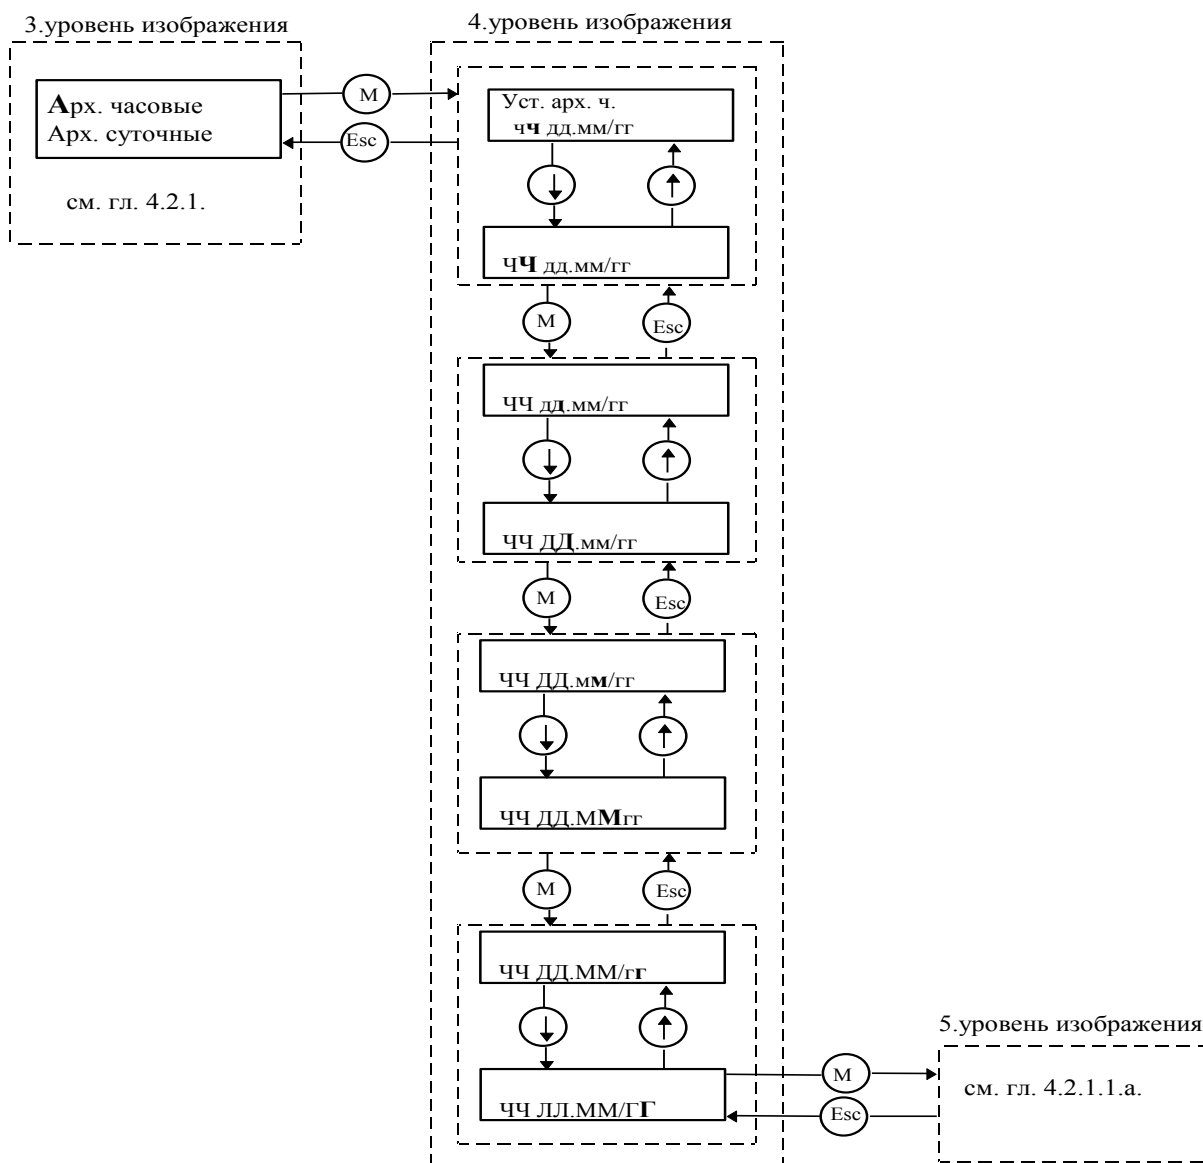 3.уровень изображения
4.уровень изображения
Арх. часовые
Арх. суточные
см. гл. 4.2.1.
М
Esc
Уст. арх. ч.
чч дд.мм/гг
ЧЧ дд.мм/гг
М
Esc
ЧЧ дд.мм/гг
ЧЧ ДД.мм/гг
М
Esc
ЧЧ ДД.мм/гг
ЧЧ ДД.ММгг
М
Esc
ЧЧ ДД.ММ/гг
ЧЧ ЛЛ.ММ/ГГ
М
Esc
5.уровень изображения
см. гл. 4.2.1.1.а.